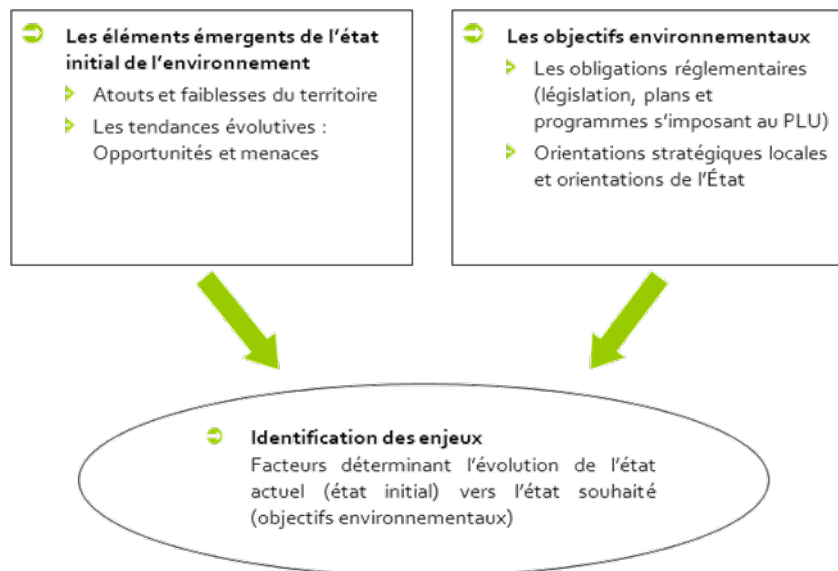 Les éléments émergents de l'état
initial de l'environnement
Atouts et faiblesses du territoire
Les tendances évolutives :
Opportunités et menaces
Les objectifs environnementaux
Les obligations réglementaires
(législation, plans et
programmes s'imposant au PLU)
Orientations stratégiques locales
et orientations de l'État
Identification des enjeux
Facteurs déterminant l'évolution de l'état
actuel (état initial) vers l'état souhaité
(objectifs environnementaux)